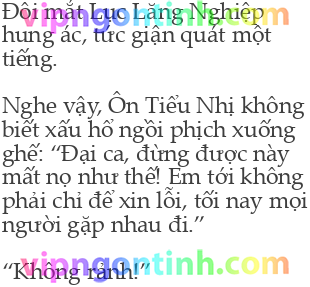 Đôi mắt Lục Lăng Nghiệp
hung ác, tức giận quát một
tiếng.
Nghe vậy, Ôn Tiểu Nhị không
biết xấu hổ ngồi phịch xuống
ghế: “Đại ca, đừng được này
mất nọ như thế! Em tới không
phải chỉ để xin lỗi, tối nay mọi
người gặp nhau đi.”
“Không rảnh!”
vipngontinh.com
vipngontinh.com